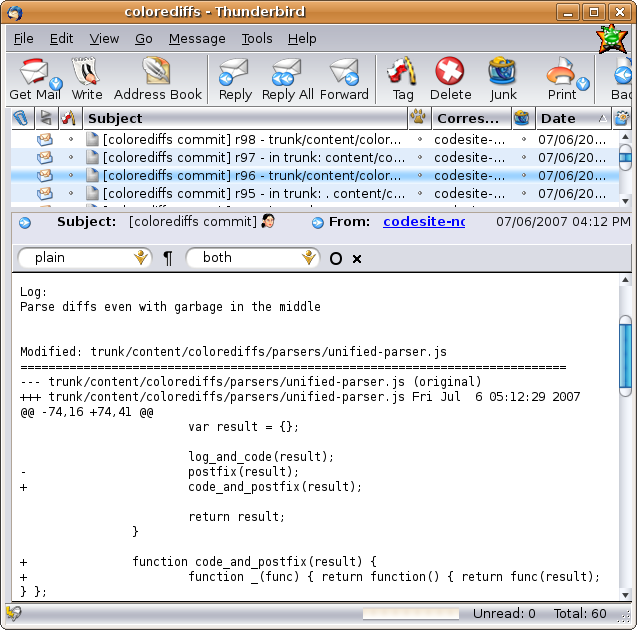 colorediffs - Thunderbird
File Edit View Go Message Tools Help
Get Mail Write Address Book Reply Reply All Forward Tag Delete Junk Print Bac
Subject Corres... Date
[colorediffs commit] r98 - trunk/content/color... codesite-... 07/06/20...
[colorediffs commit] r97 - in trunk: content/co... codesite-... 07/06/20...
[colorediffs commit] r96 - trunk/content/color... codesite-... 07/06/20...
[colorediffs commit] r95 - in trunk: . content/c... codesite-... 07/06/20...
Subject: [colorediffs commit] From: codesite-no 07/06/2007 04:12 PM
plain ¶ both O ×
Log:
Parse diffs even with garbage in the middle
Modified: trunk/content/colorediffs/parsers/unified-parser.js
==============================================================================
--- trunk/content/colorediffs/parsers/unified-parser.js (original)
+++ trunk/content/colorediffs/parsers/unified-parser.js Fri Jul  6 05:12:29 2007
@@ -74,16 +74,41 @@
var result = {};
log_and_code(result);
- postfix(result);
+ code_and_postfix(result);
return result;
}
+ function code_and_postfix(result) {
+ function _(func) { return function() { return func(result);
} };
Unread: 0 Total: 60